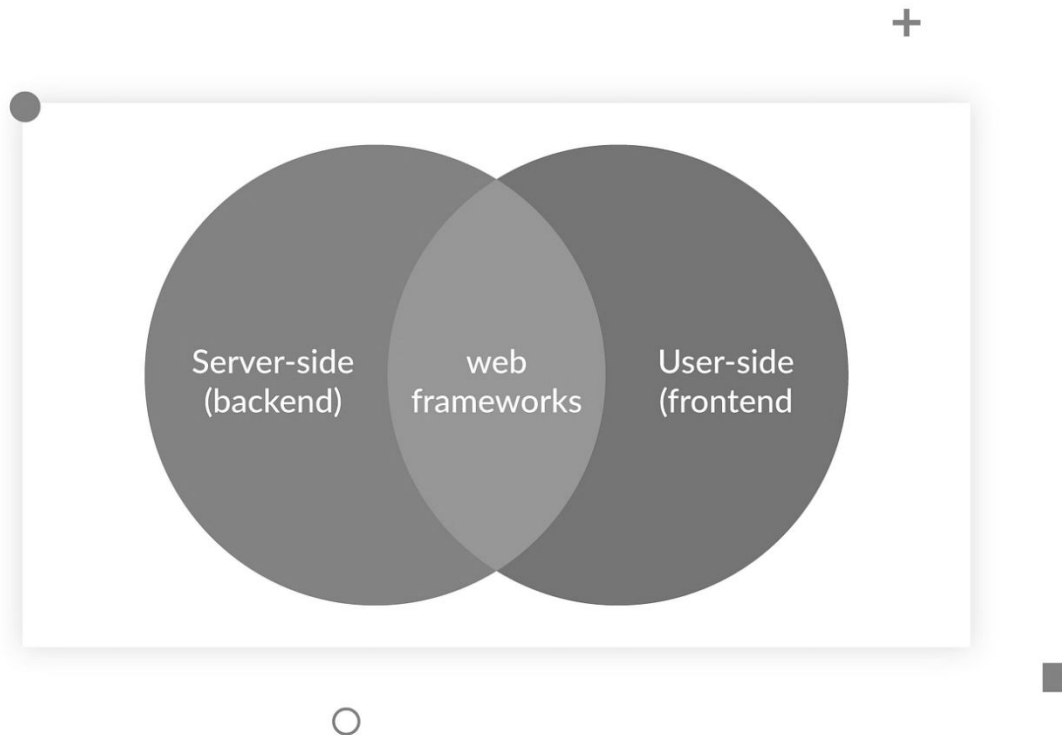 Server-side
(backend)
web
frameworks
User-side
(frontend